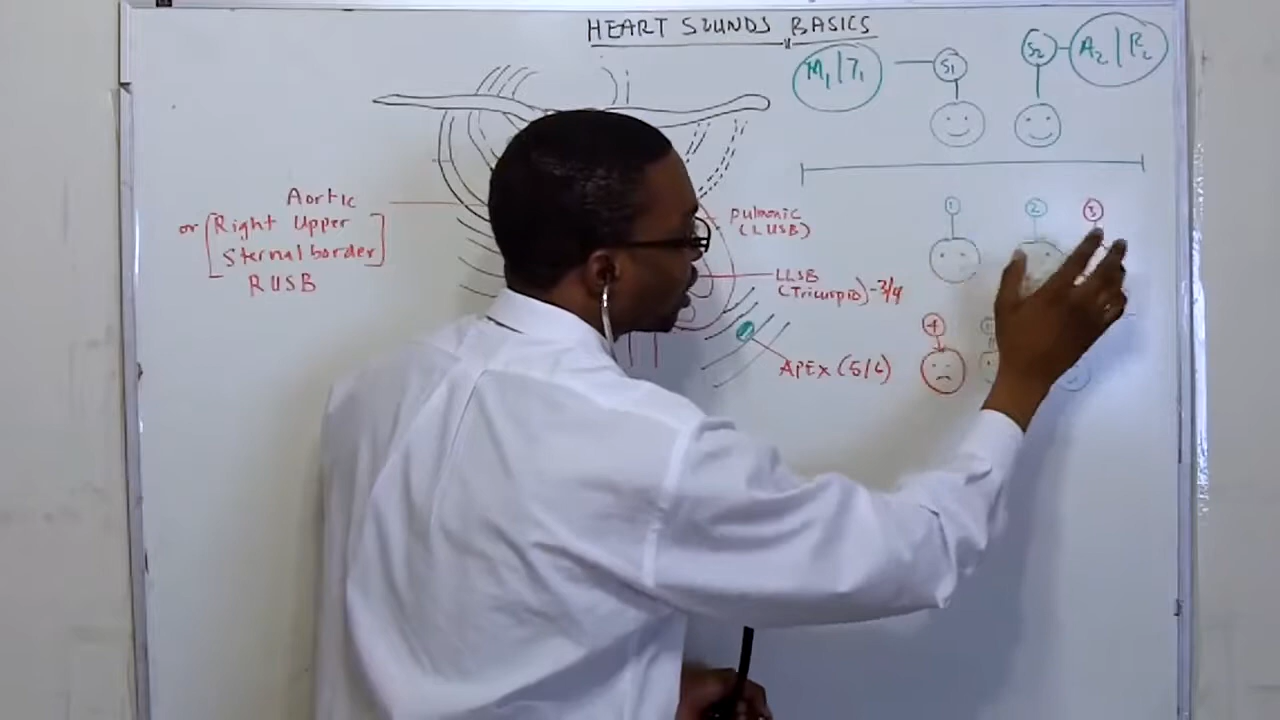 HEART SOUNDS BASICS
M1/T1
S1
S2
A2/P2
Aortic
or [Right Upper
Sternal border]
RUSB
Pulmonic
(LUSB)
LLSB
(Tricuspid)-3/4
APEX (5/6)
1
2
3
4